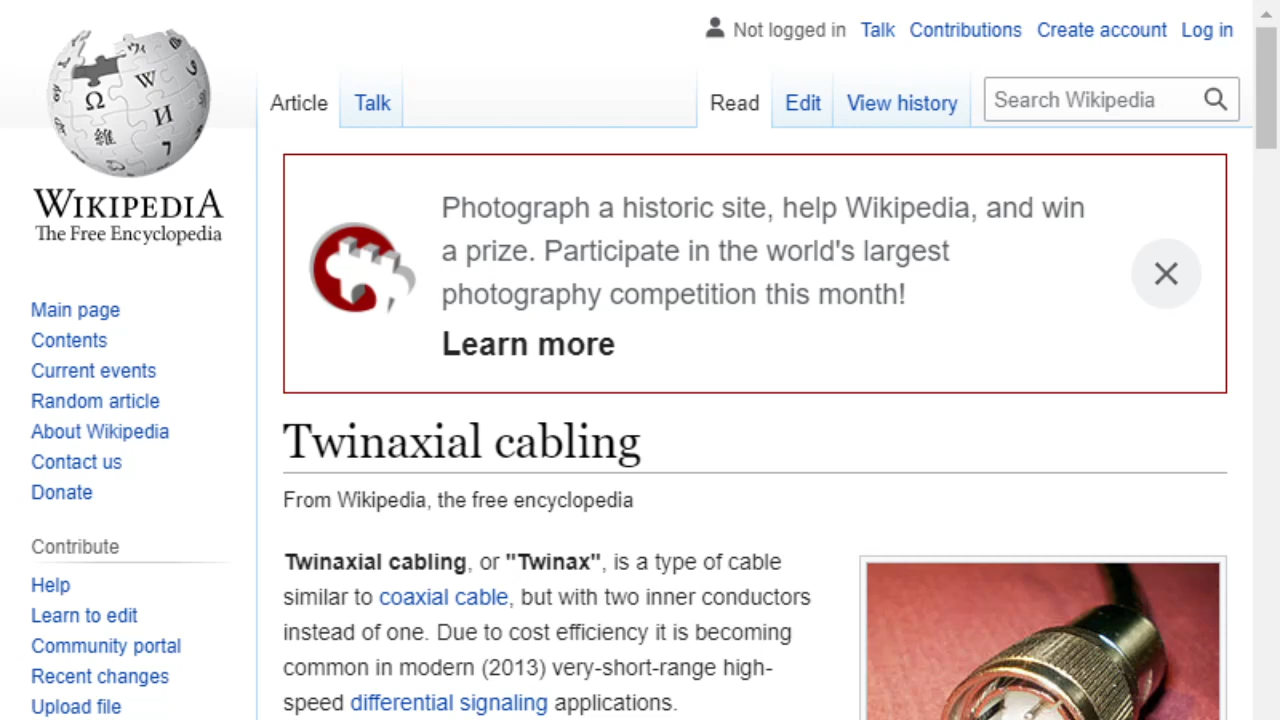 Not logged in Talk Contributions Create account Log in
Article Talk Read Edit View history Search Wikipedia
WIKIPEDIA
The Free Encyclopedia
Main page
Contents
Current events
Random article
About Wikipedia
Contact us
Donate
Contribute
Help
Learn to edit
Community portal
Recent changes
Upload file
Photograph a historic site, help Wikipedia, and win
a prize. Participate in the world's largest
photography competition this month!
Learn more
Twinaxial cabling
From Wikipedia, the free encyclopedia
Twinaxial cabling, or "Twinax", is a type of cable
similar to coaxial cable, but with two inner conductors
instead of one. Due to cost efficiency it is becoming
common in modern (2013) very-short-range high-
speed differential signaling applications.